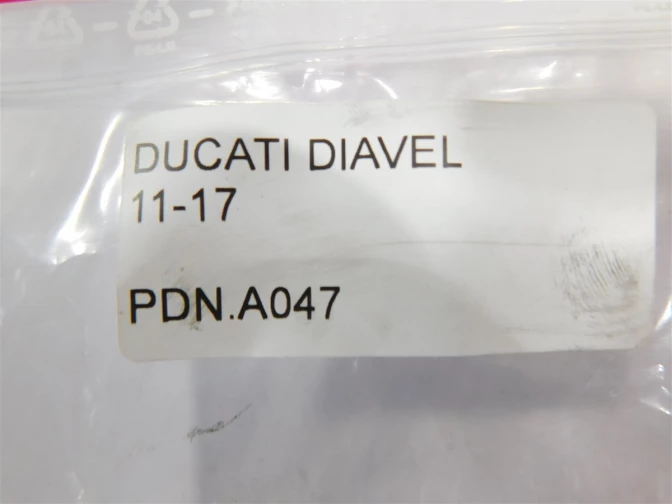 DUCATI DIAVEL
11-17
PDN.A047